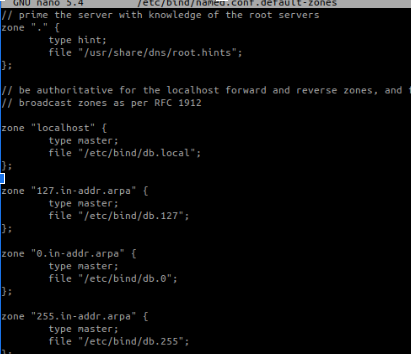 GNU nano 5.4 /etc/bind/named.conf.default-zones
// prime the server with knowledge of the root servers
zone "." {
type hint;
file "/usr/share/dns/root.hints";
};
// be authoritative for the localhost forward and reverse zones, and f
// broadcast zones as per RFC 1912
zone "localhost" {
type master;
file "/etc/bind/db.local";
};
zone "127.in-addr.arpa" {
type master;
file "/etc/bind/db.127";
};
zone "0.in-addr.arpa" {
type master;
file "/etc/bind/db.0";
};
zone "255.in-addr.arpa" {
type master;
file "/etc/bind/db.255";
};